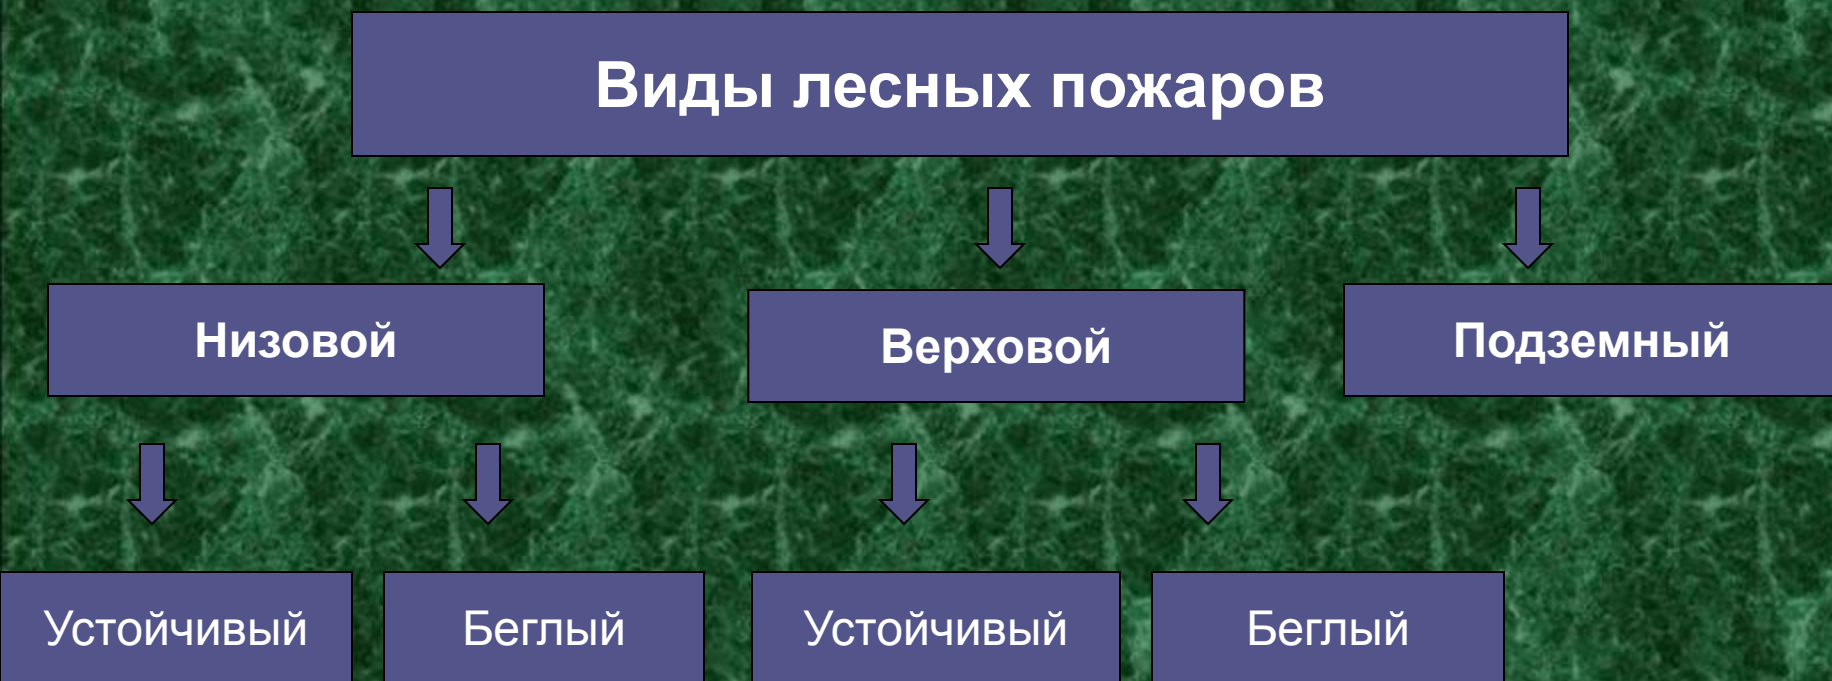 Виды лесных пожаров
Низовой
Верховой
Подземный
Устойчивый
Беглый
Устойчивый
Беглый